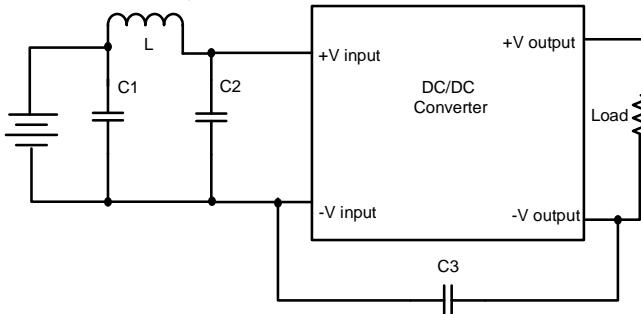 L
C1
C2
+V input
+V output
DC/DC
Converter
Load
-V input
-V output
C3